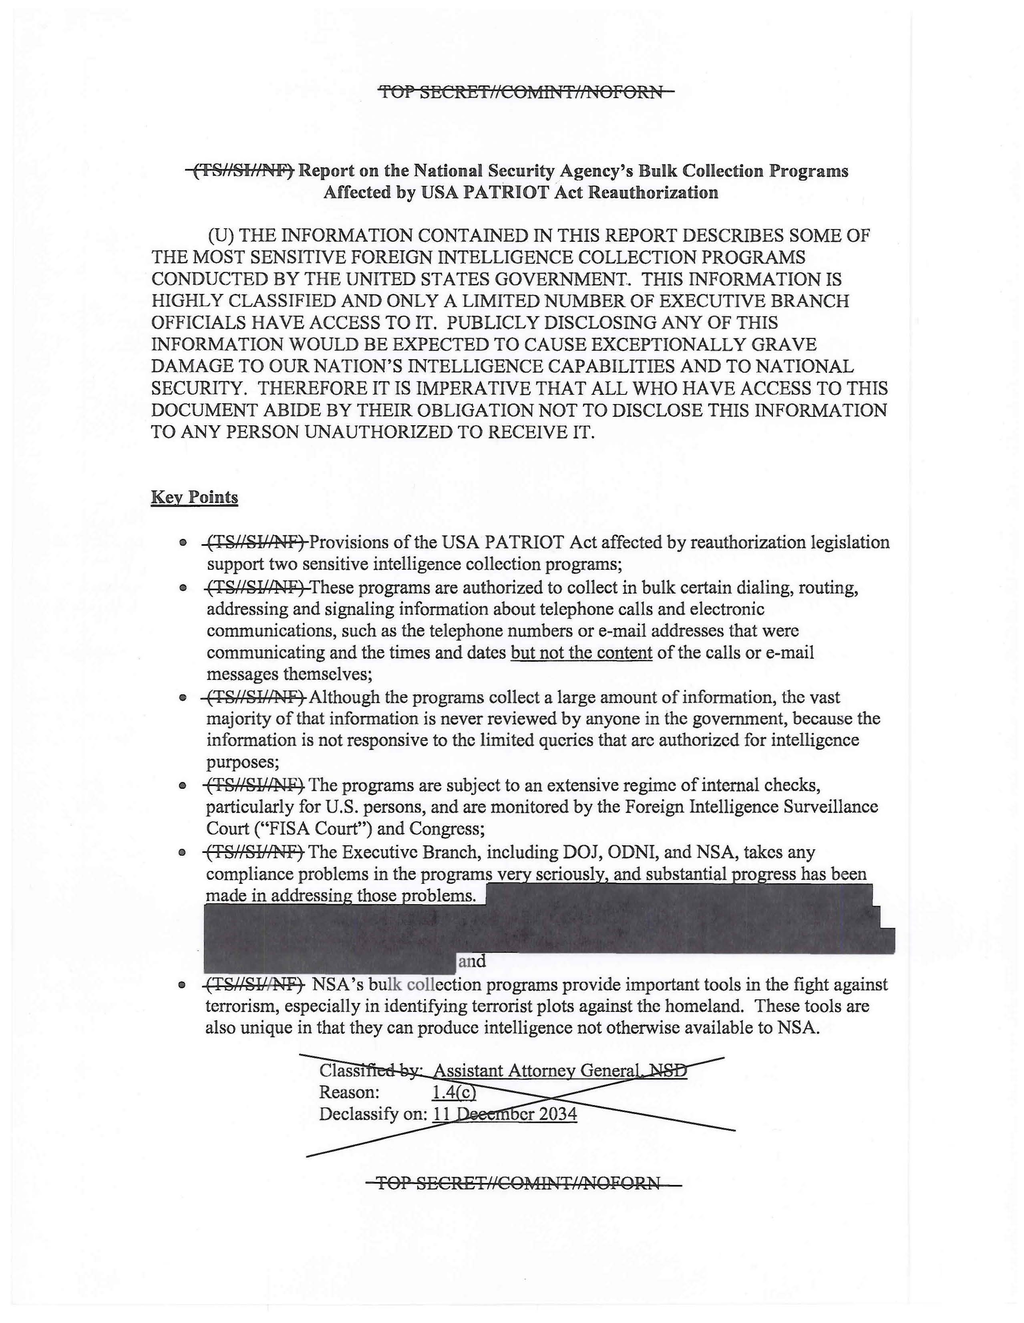 TOP SECRET//COMINT//NOFORN
(TS//SI//NF) Report on the National Security Agency's Bulk Collection Programs
Affected by USA PATRIOT Act Reauthorization
(U) THE INFORMATION CONTAINED IN THIS REPORT DESCRIBES SOME OF
THE MOST SENSITIVE FOREIGN INTELLIGENCE COLLECTION PROGRAMS
CONDUCTED BY THE UNITED STATES GOVERNMENT. THIS INFORMATION IS
HIGHLY CLASSIFIED AND ONLY A LIMITED NUMBER OF EXECUTIVE BRANCH
OFFICIALS HAVE ACCESS TO IT. PUBLICLY DISCLOSING ANY OF THIS
INFORMATION WOULD BE EXPECTED TO CAUSE EXCEPTIONALLY GRAVE
DAMAGE TO OUR NATION'S INTELLIGENCE CAPABILITIES AND TO NATIONAL
SECURITY. THEREFORE IT IS IMPERATIVE THAT ALL WHO HAVE ACCESS TO THIS
DOCUMENT ABIDE BY THEIR OBLIGATION NOT TO DISCLOSE THIS INFORMATION
TO ANY PERSON UNAUTHORIZED TO RECEIVE IT.
Key Points
• (TS//SI//NF) Provisions of the USA PATRIOT Act affected by reauthorization legislation
support two sensitive intelligence collection programs;
• (TS//SI//NF) These programs are authorized to collect in bulk certain dialing, routing,
addressing and signaling information about telephone calls and electronic
communications, such as the telephone numbers or e-mail addresses that were
communicating and the times and dates but not the content of the calls or e-mail
messages themselves;
• (TS//SI//NF) Although the programs collect a large amount of information, the vast
majority of that information is never reviewed by anyone in the government, because the
information is not responsive to the limited queries that are authorized for intelligence
purposes;
• (TS//SI//NF) The programs are subject to an extensive regime of internal checks,
particularly for U.S. persons, and are monitored by the Foreign Intelligence Surveillance
Court ("FISA Court") and Congress;
• (TS//SI//NF) The Executive Branch, including DOJ, ODNI, and NSA, takes any
compliance problems in the programs very seriously, and substantial progress has been
made in addressing those problems.
and
• (TS//SI//NF) NSA's bulk collection programs provide important tools in the fight against
terrorism, especially in identifying terrorist plots against the homeland. These tools are
also unique in that they can produce intelligence not otherwise available to NSA.
Classified by: Assistant Attorney General, NSD
Reason: 1.4(c)
Declassify on: 11 December 2034
TOP SECRET//COMINT//NOFORN